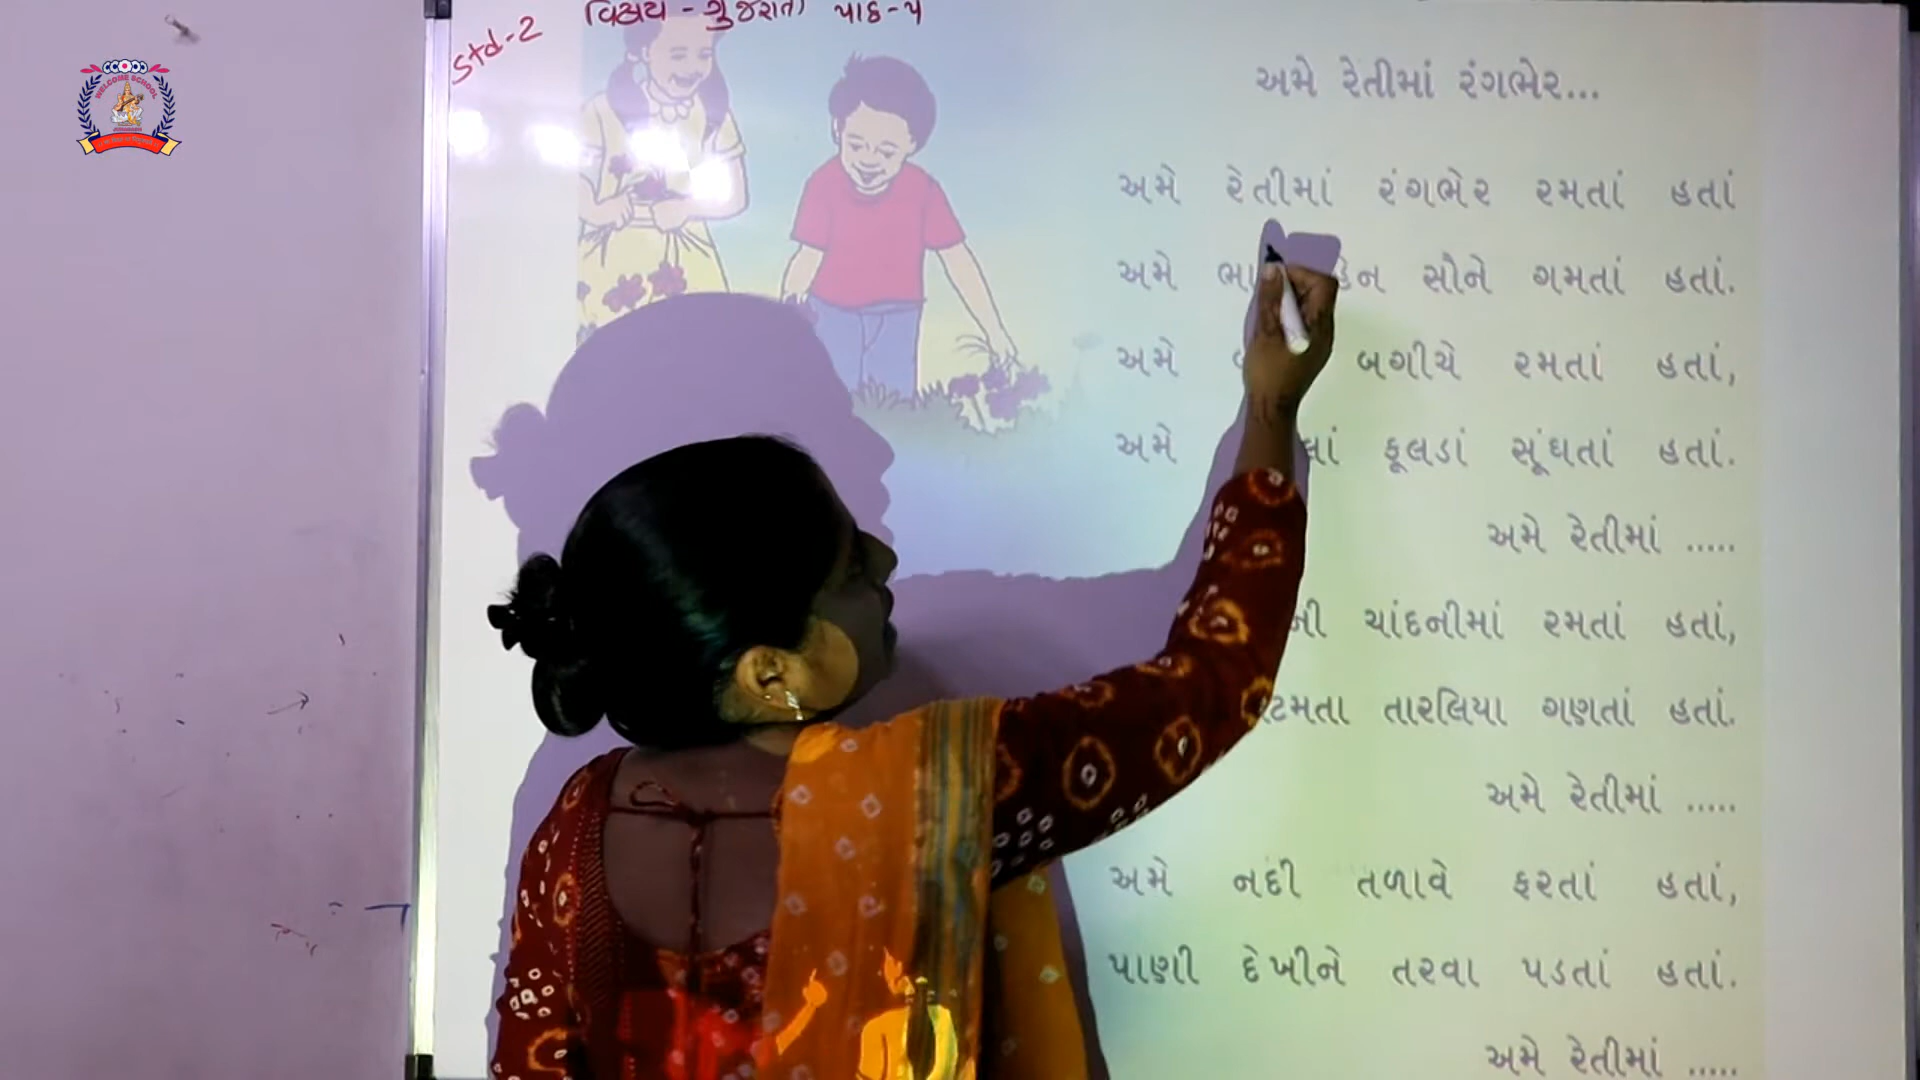 WELCOME SCHOOL
Std-2
વિષય - ગુજરાતી પાઠ-૫
અમે રેતીમાં રંગભેર...
અમે રેતીમાં રંગભેર રમતાં હતાં
અમે સૌને ગમતાં હતાં.
અમે બગીચે રમતાં હતાં,
અમે ફૂલડાં સૂંઘતાં હતાં.
અમે રેતીમાં .....
ચાંદનીમાં રમતાં હતાં,
તારલિયા ગણતાં હતાં.
અમે રેતીમાં .....
અમે નદી તળાવે ફરતાં હતાં,
પાણી દેખીને તરવા પડતાં હતાં.
અમે રેતીમાં .....